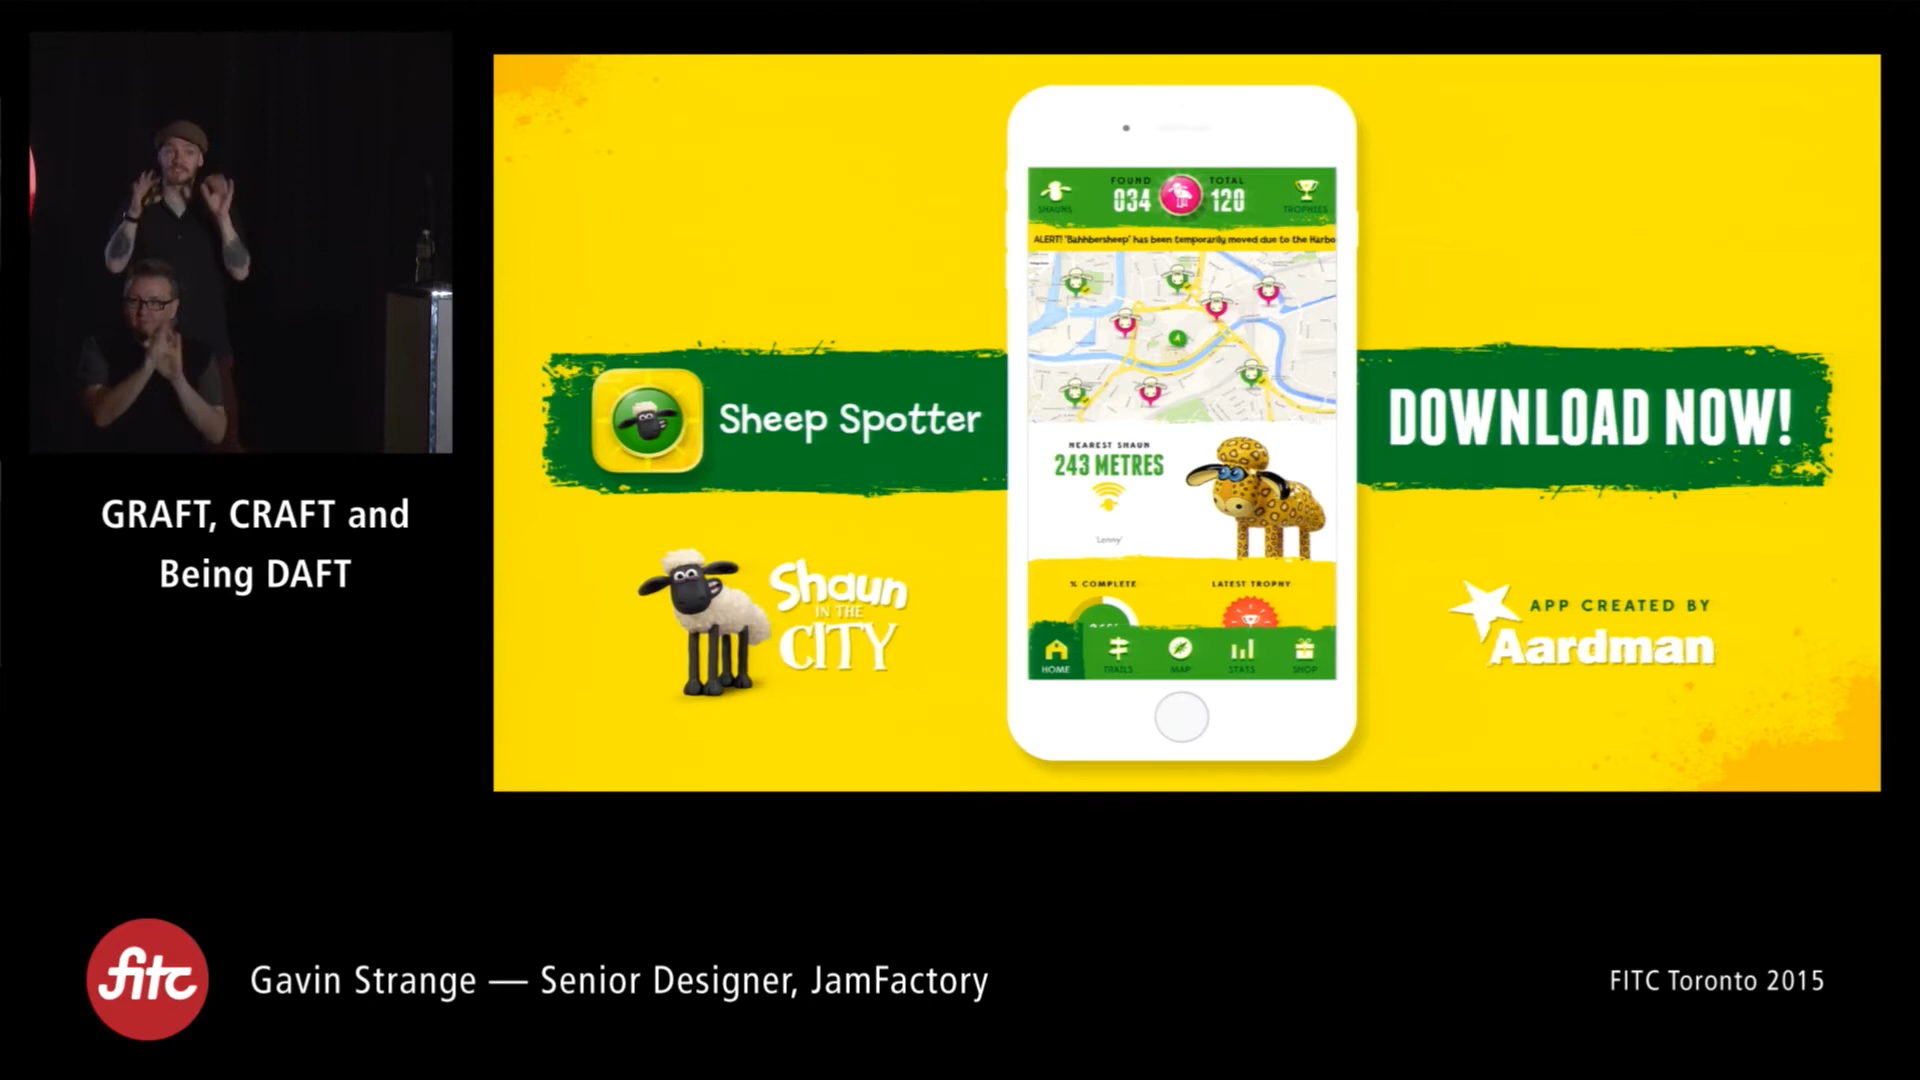 GRAFT, CRAFT and
Being DAFT
FOUND
034
TOTAL
120
SHAUNS
TROPHIES
ALERT! 'Bahhbersheep' has been temporarily moved due to the Harbo
Sheep Spotter
DOWNLOAD NOW!
NEAREST SHAUN
243 METRES
'Lenny'
Shaun
IN THE
CITY
% COMPLETE
LATEST TROPHY
HOME
TRAILS
MAP
STATS
SHOP
APP CREATED BY
Aardman
fitc
Gavin Strange — Senior Designer, JamFactory
FITC Toronto 2015